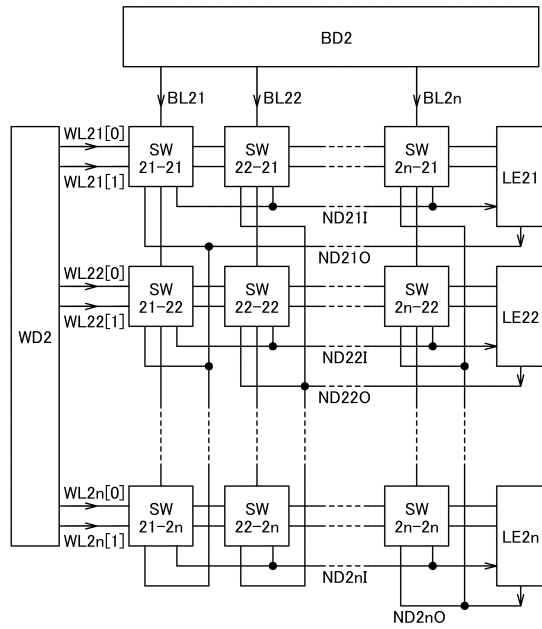 BD2
BL21 BL22 BL2n
WL21[0]
SW 21-21
SW 22-21
SW 2n-21
LE21
WL21[1]
ND21I
ND21O
WL22[0]
SW 21-22
SW 22-22
SW 2n-22
LE22
WL22[1]
WD2
ND22I
ND22O
WL2n[0]
SW 21-2n
SW 22-2n
SW 2n-2n
LE2n
WL2n[1]
ND2nI
ND2nO